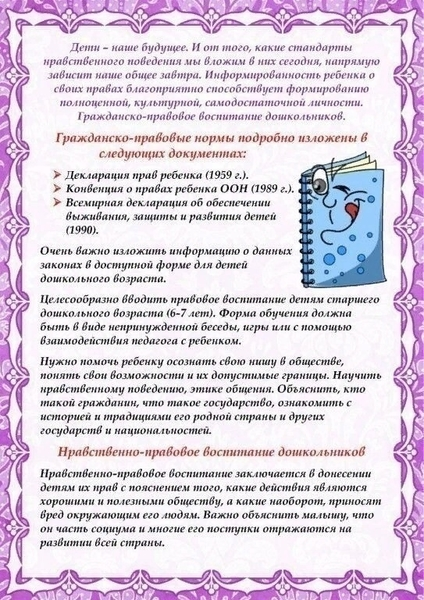 Дети – наше будущее. И от того, какие стандарты
нравственного поведения мы вложим в них сегодня, напрямую
зависит наше общее завтра. Информированность ребенка о
своих правах благоприятно способствует формированию
полноценной, культурной, самодостаточной личности.
Гражданско-правовое воспитание дошкольников.
Гражданско-правовые нормы подробно изложены в
следующих документах:
➢ Декларация прав ребенка (1959 г.).
➢ Конвенция о правах ребенка ООН (1989 г.).
➢ Всемирная декларация об обеспечении
выживания, защиты и развития детей
(1990).
Очень важно изложить информацию о данных
законах в доступной форме для детей
дошкольного возраста.
Целесообразно вводить правовое воспитание детям старшего
дошкольного возраста (6-7 лет). Форма обучения должна
быть в виде непринужденной беседы, игры или с помощью
взаимодействия педагога с ребенком.
Нужно помочь ребенку осознать свою нишу в обществе,
понять свои возможности и их допустимые границы. Научить
нравственному поведению, этике общения. Объяснить, кто
такой гражданин, что такое государство, ознакомить с
историей и традициями его родной страны и других
государств и национальностей.
Нравственно-правовое воспитание дошкольников
Нравственно-правовое воспитание заключается в донесении
детям их прав с пояснением того, какие действия являются
хорошими и полезными обществу, а какие наоборот, приносят
вред окружающим его людям. Важно объяснить малышу, что
он часть социума и многие его поступки отражаются на
развитии всей страны.